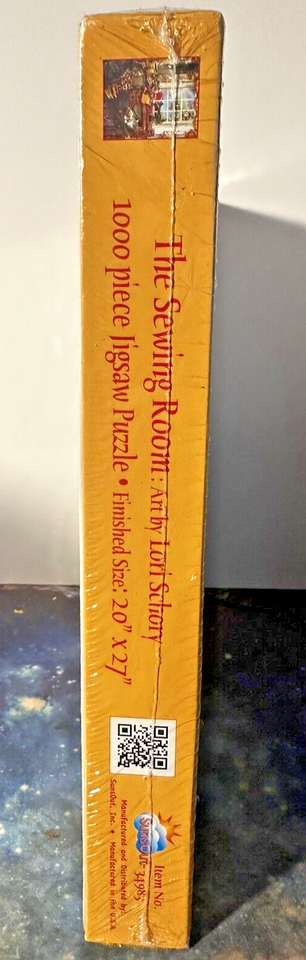 The Sewing Room: Art by Lori Schory
1000 piece Jigsaw Puzzle • Finished Size: 20" x 27"
Item No.
34985
SUNSOUT
Manufactured and Distributed by:
SunsOut, Inc. • Manufactured in the U.S.A.